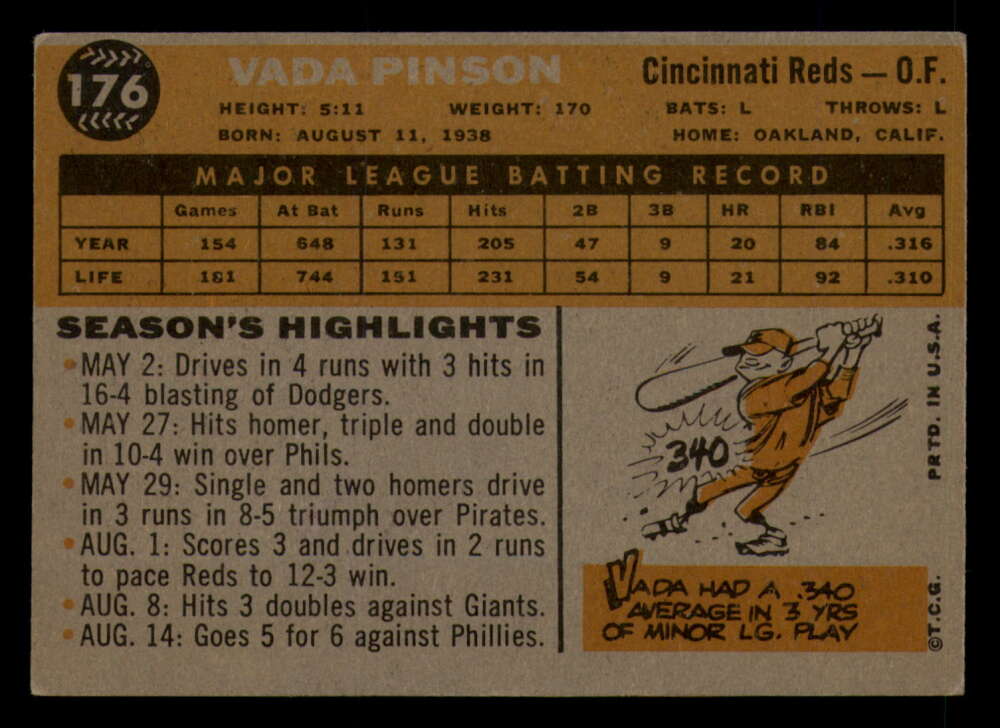 176
VADA PINSON
Cincinnati Reds — O.F.
HEIGHT: 5:11 WEIGHT: 170 BATS: L THROWS: L
BORN: AUGUST 11, 1938 HOME: OAKLAND, CALIF.
MAJOR LEAGUE BATTING RECORD
Games At Bat Runs Hits 2B 3B HR RBI Avg
YEAR 154 648 131 205 47 9 20 84 .316
LIFE 181 744 151 231 54 9 21 92 .310
SEASON'S HIGHLIGHTS
• MAY 2: Drives in 4 runs with 3 hits in
16-4 blasting of Dodgers.
• MAY 27: Hits homer, triple and double
in 10-4 win over Phils.
• MAY 29: Single and two homers drive
in 3 runs in 8-5 triumph over Pirates.
• AUG. 1: Scores 3 and drives in 2 runs
to pace Reds to 12-3 win.
• AUG. 8: Hits 3 doubles against Giants.
• AUG. 14: Goes 5 for 6 against Phillies.
340
VADA HAD A .340
AVERAGE IN 3 YRS
OF MINOR LG. PLAY
PRTD. IN U.S.A.
©T.C.G.